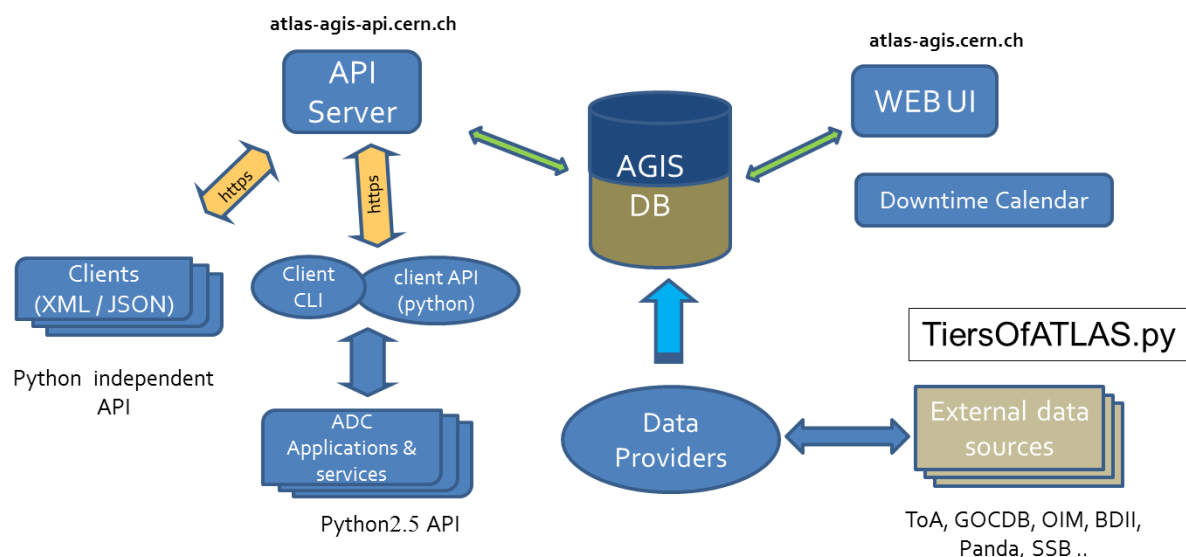 atlas-agis-api.cern.ch
API
Server
atlas-agis.cern.ch
WEB UI
AGIS
DB
Downtime Calendar
https
https
Clients
(XML / JSON)
Client
CLI
client API
(python)
Python independent
API
TiersOfATLAS.py
ADC
Applications &
services
Data
Providers
External data
sources
Python2.5 API
ToA, GOCDB, OIM, BDII,
Panda, SSB ..